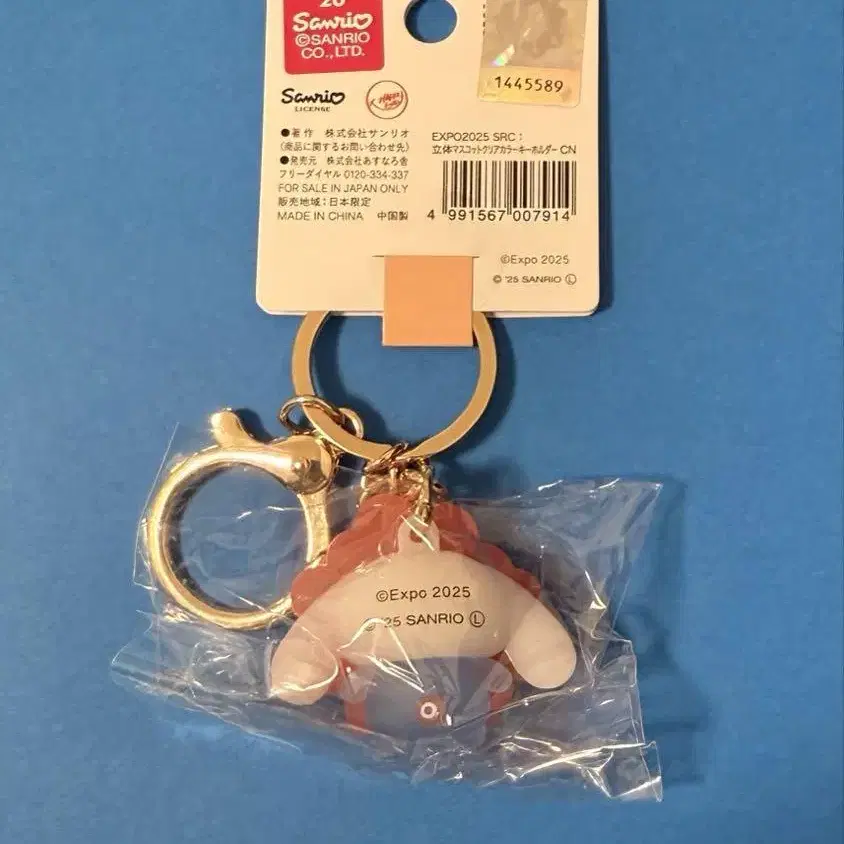 20
Sanrio
©SANRIO
CO., LTD.
1445589
Sanrio
LICENSE
●著作 株式会社サンリオ
(商品に関するお問い合わせ先)
●発売元 株式会社あすなろ舎
フリーダイヤル 0120-334-337
FOR SALE IN JAPAN ONLY
販売地域:日本限定
MADE IN CHINA 中国製
EXPO2025 SRC:
立体マスコットクリアカラーキーホルダー CN
4 991567 007914
©Expo 2025
© '25 SANRIO Ⓛ
©Expo 2025
'25 SANRIO Ⓛ